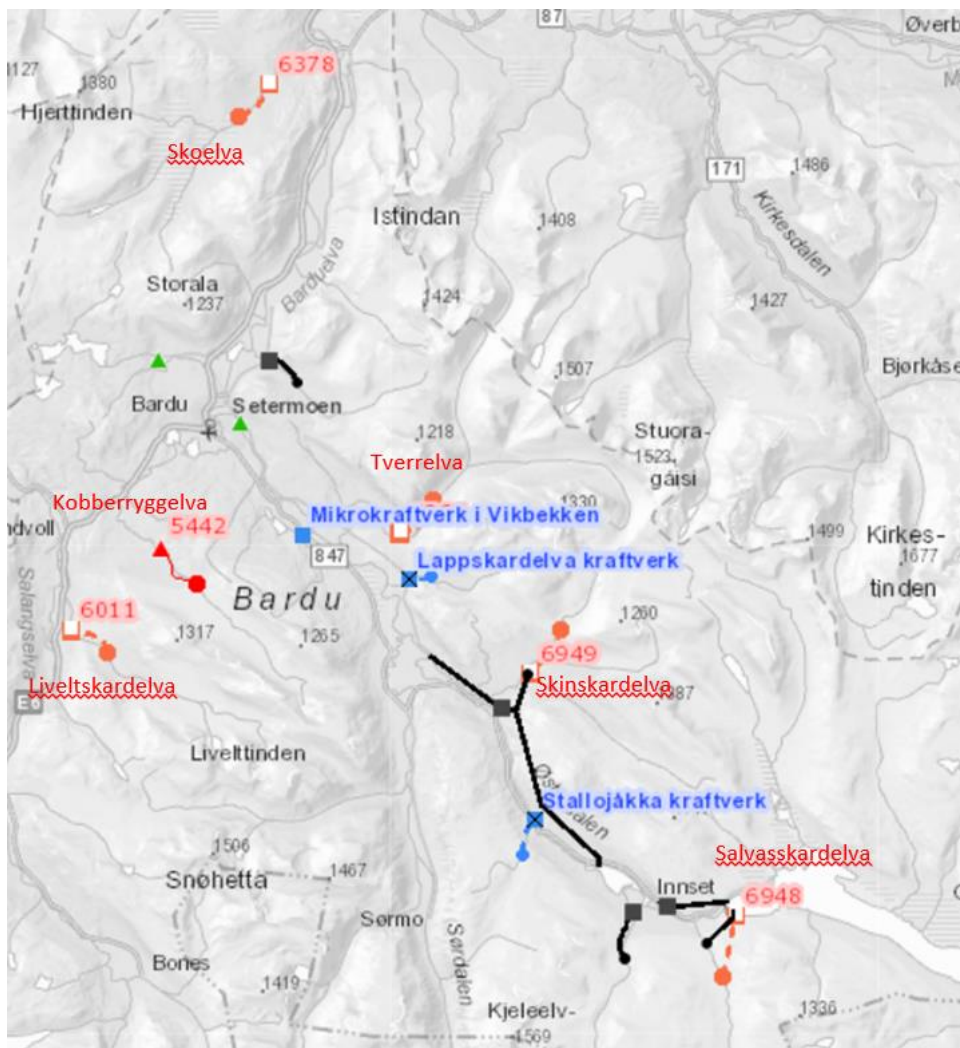 87
Øverb
1127
1380
6378
Hjerttinden
Skoelva
171
1486
Istindan
1408
Kirkesdalen
Barduelva
Storala
1237
1424
1427
1507
Bjørkåse
Bardu
Setermoen
1218
Stuora-
1523
gáisi
Tverrelva
Kobberryggelva
1330
ndvoll
5442
Mikrokraftverk i Vikbekken
1499
Kirkes-
1677
tinden
847
Lappskardelva kraftverk
Salangselva
Bardu
6011
1317
1265
1260
6949
Liveltskardelva
Skinskardelva
E6
Livelttinden
Stallojåkka kraftverk
1506
Snøhetta
1467
Salvasskardelva
Innset
6948
Sørmo
Sørdalen
Bones
1419
Kjeleelv-
1569
1336